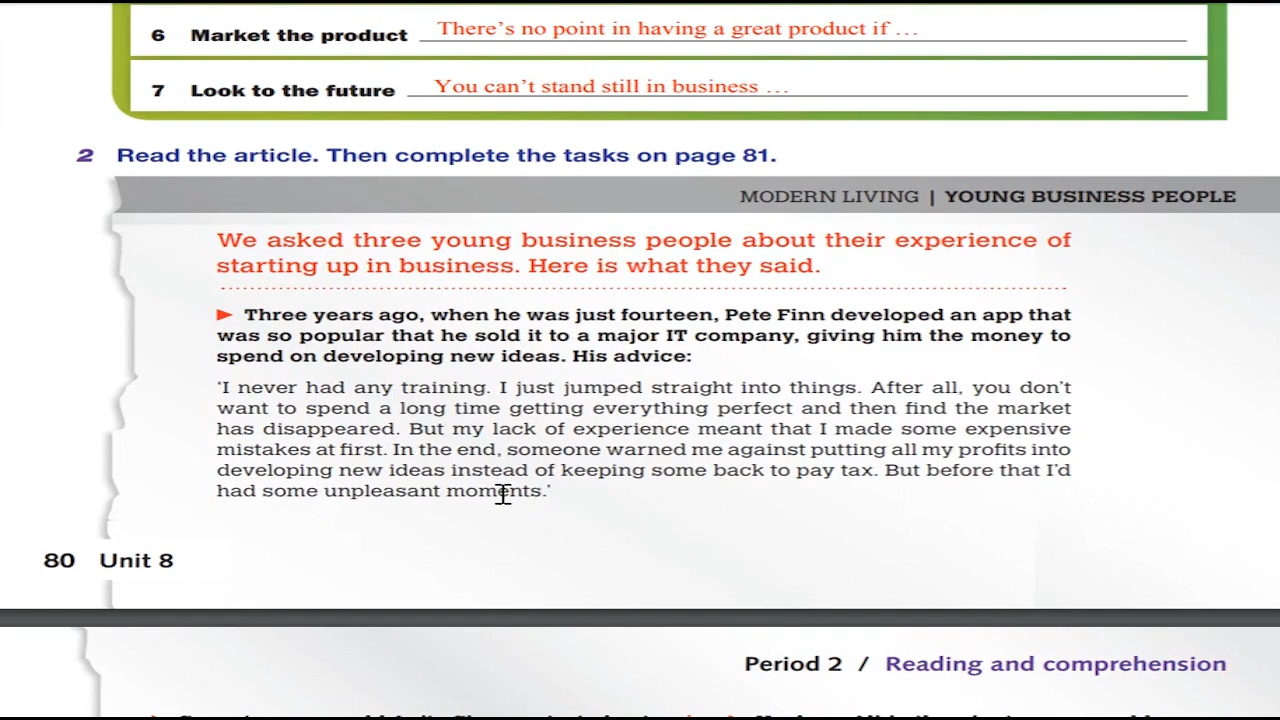 6 Market the product There's no point in having a great product if …
7 Look to the future You can't stand still in business …
2 Read the article. Then complete the tasks on page 81.
MODERN LIVING | YOUNG BUSINESS PEOPLE
We asked three young business people about their experience of
starting up in business. Here is what they said.
► Three years ago, when he was just fourteen, Pete Finn developed an app that
was so popular that he sold it to a major IT company, giving him the money to
spend on developing new ideas. His advice:
‘I never had any training. I just jumped straight into things. After all, you don’t
want to spend a long time getting everything perfect and then find the market
has disappeared. But my lack of experience meant that I made some expensive
mistakes at first. In the end, someone warned me against putting all my profits into
developing new ideas instead of keeping some back to pay tax. But before that I’d
had some unpleasant moments.’
80 Unit 8
Period 2 / Reading and comprehension